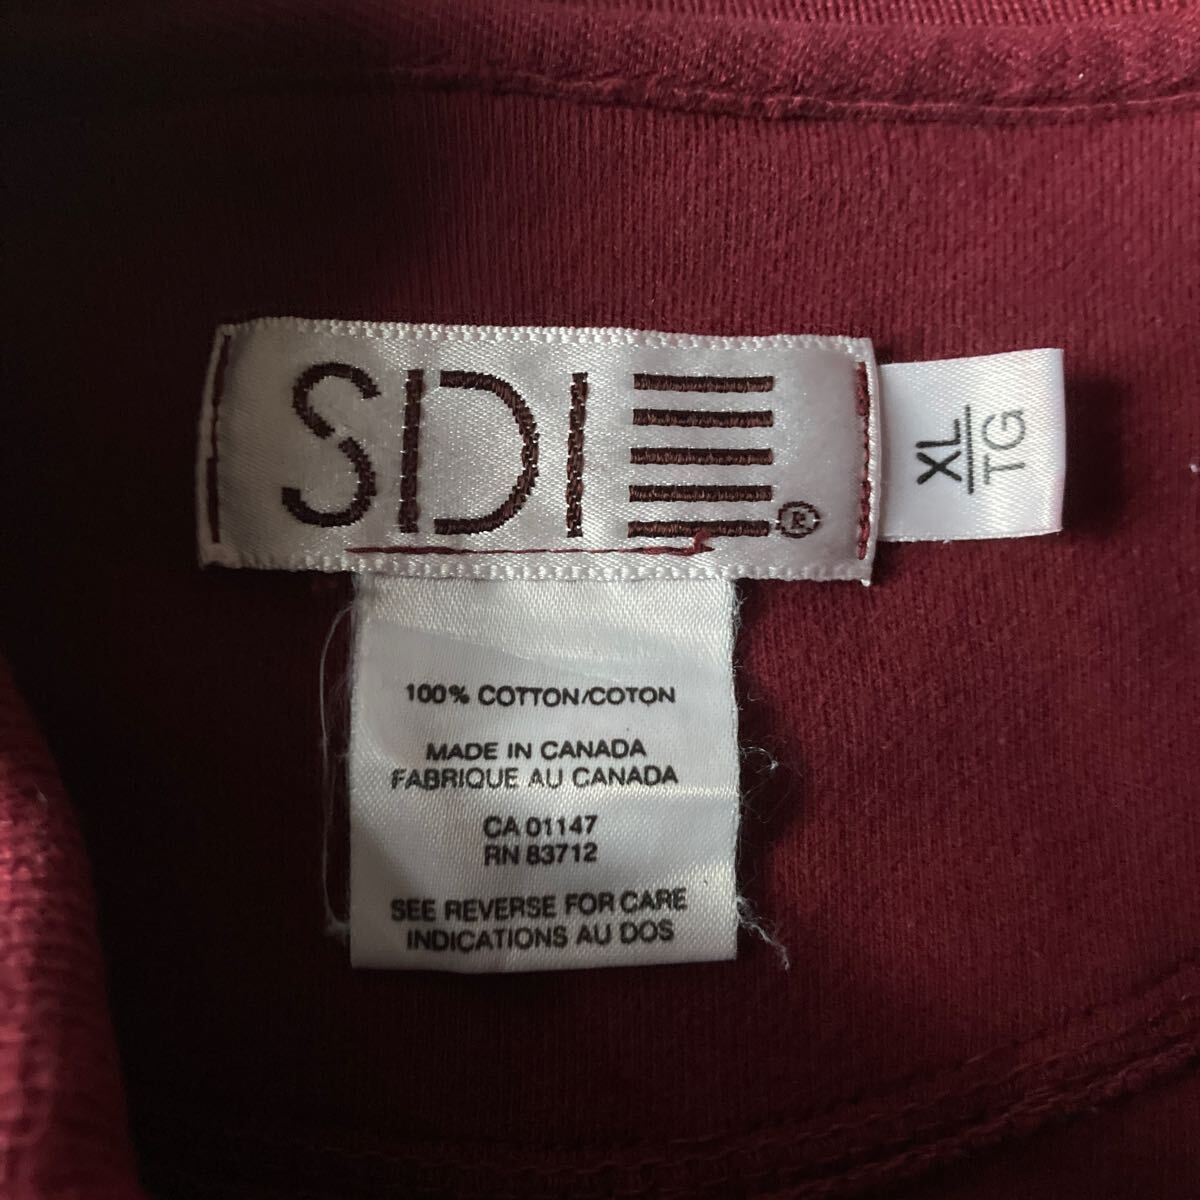 SDI ®
XL
TG
100% COTTON/COTON
MADE IN CANADA
FABRIQUE AU CANADA
CA 01147
RN 83712
SEE REVERSE FOR CARE
INDICATIONS AU DOS